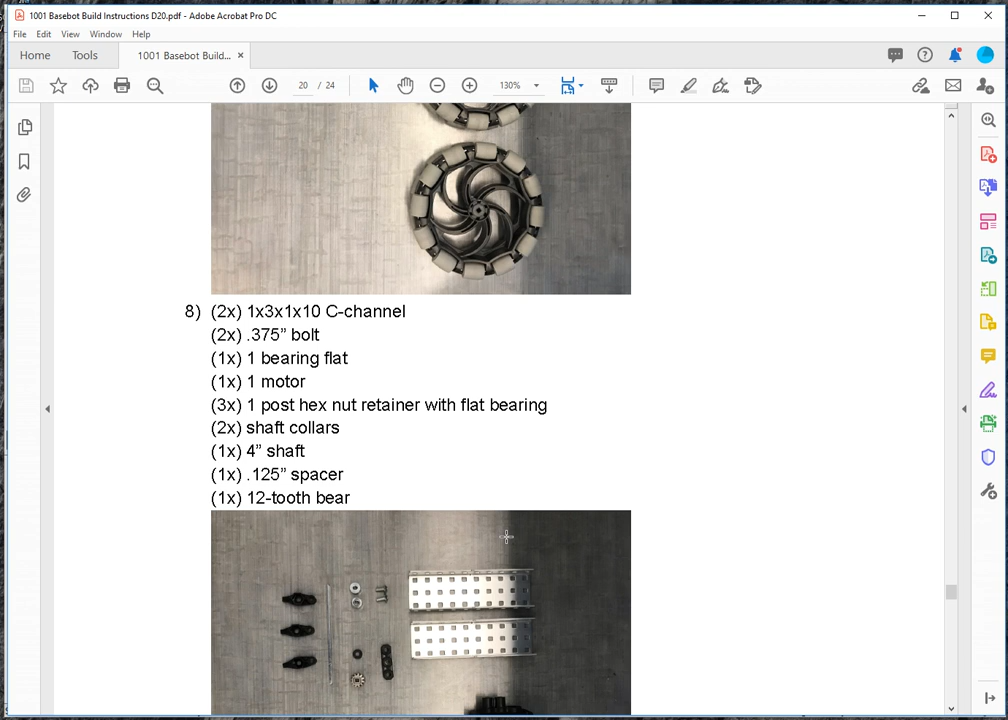 1001 Basebot Build Instructions D20.pdf - Adobe Acrobat Pro DC
File Edit View Window Help
Home Tools 1001 Basebot Build... ×
20 / 24 130%
8) (2x) 1x3x1x10 C-channel
(2x) .375” bolt
(1x) 1 bearing flat
(1x) 1 motor
(3x) 1 post hex nut retainer with flat bearing
(2x) shaft collars
(1x) 4” shaft
(1x) .125” spacer
(1x) 12-tooth bear